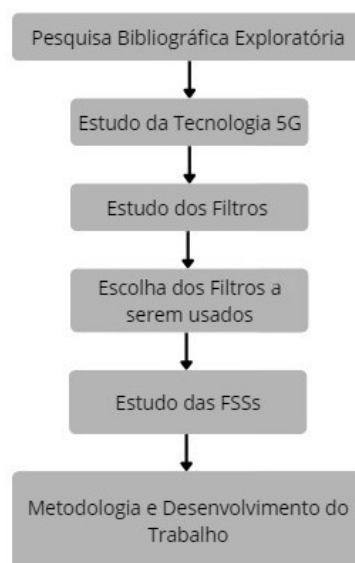 Pesquisa Bibliográfica Exploratória
Estudo da Tecnologia 5G
Estudo dos Filtros
Escolha dos Filtros a
serem usados
Estudo das FSSs
Metodologia e Desenvolvimento do
Trabalho